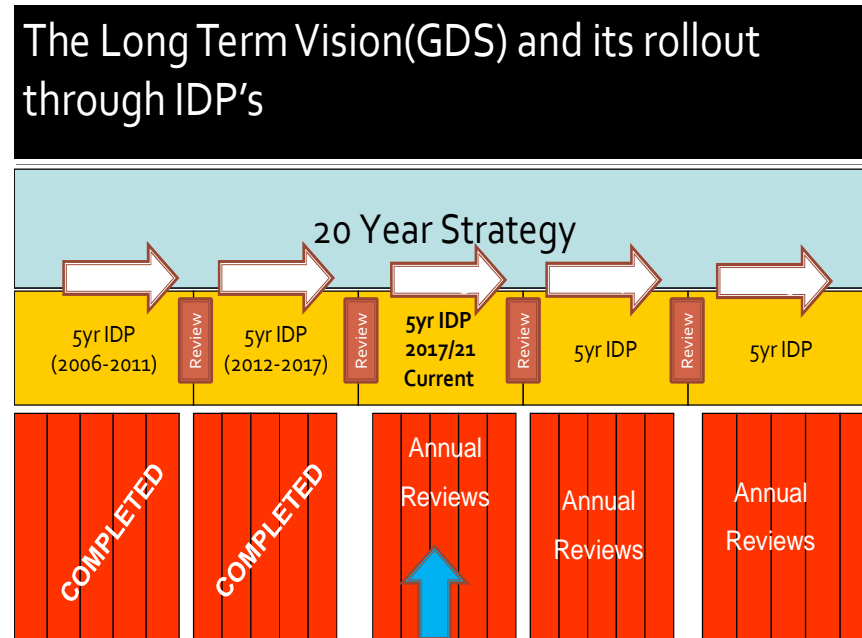 The Long Term Vision(GDS) and its rollout
through IDP's
20 Year Strategy
5yr IDP
(2006-2011)
Review
5yr IDP
(2012-2017)
Review
5yr IDP
2017/21
Current
Review
5yr IDP
Review
5yr IDP
COMPLETED
COMPLETED
Annual
Reviews
Annual
Reviews
Annual
Reviews